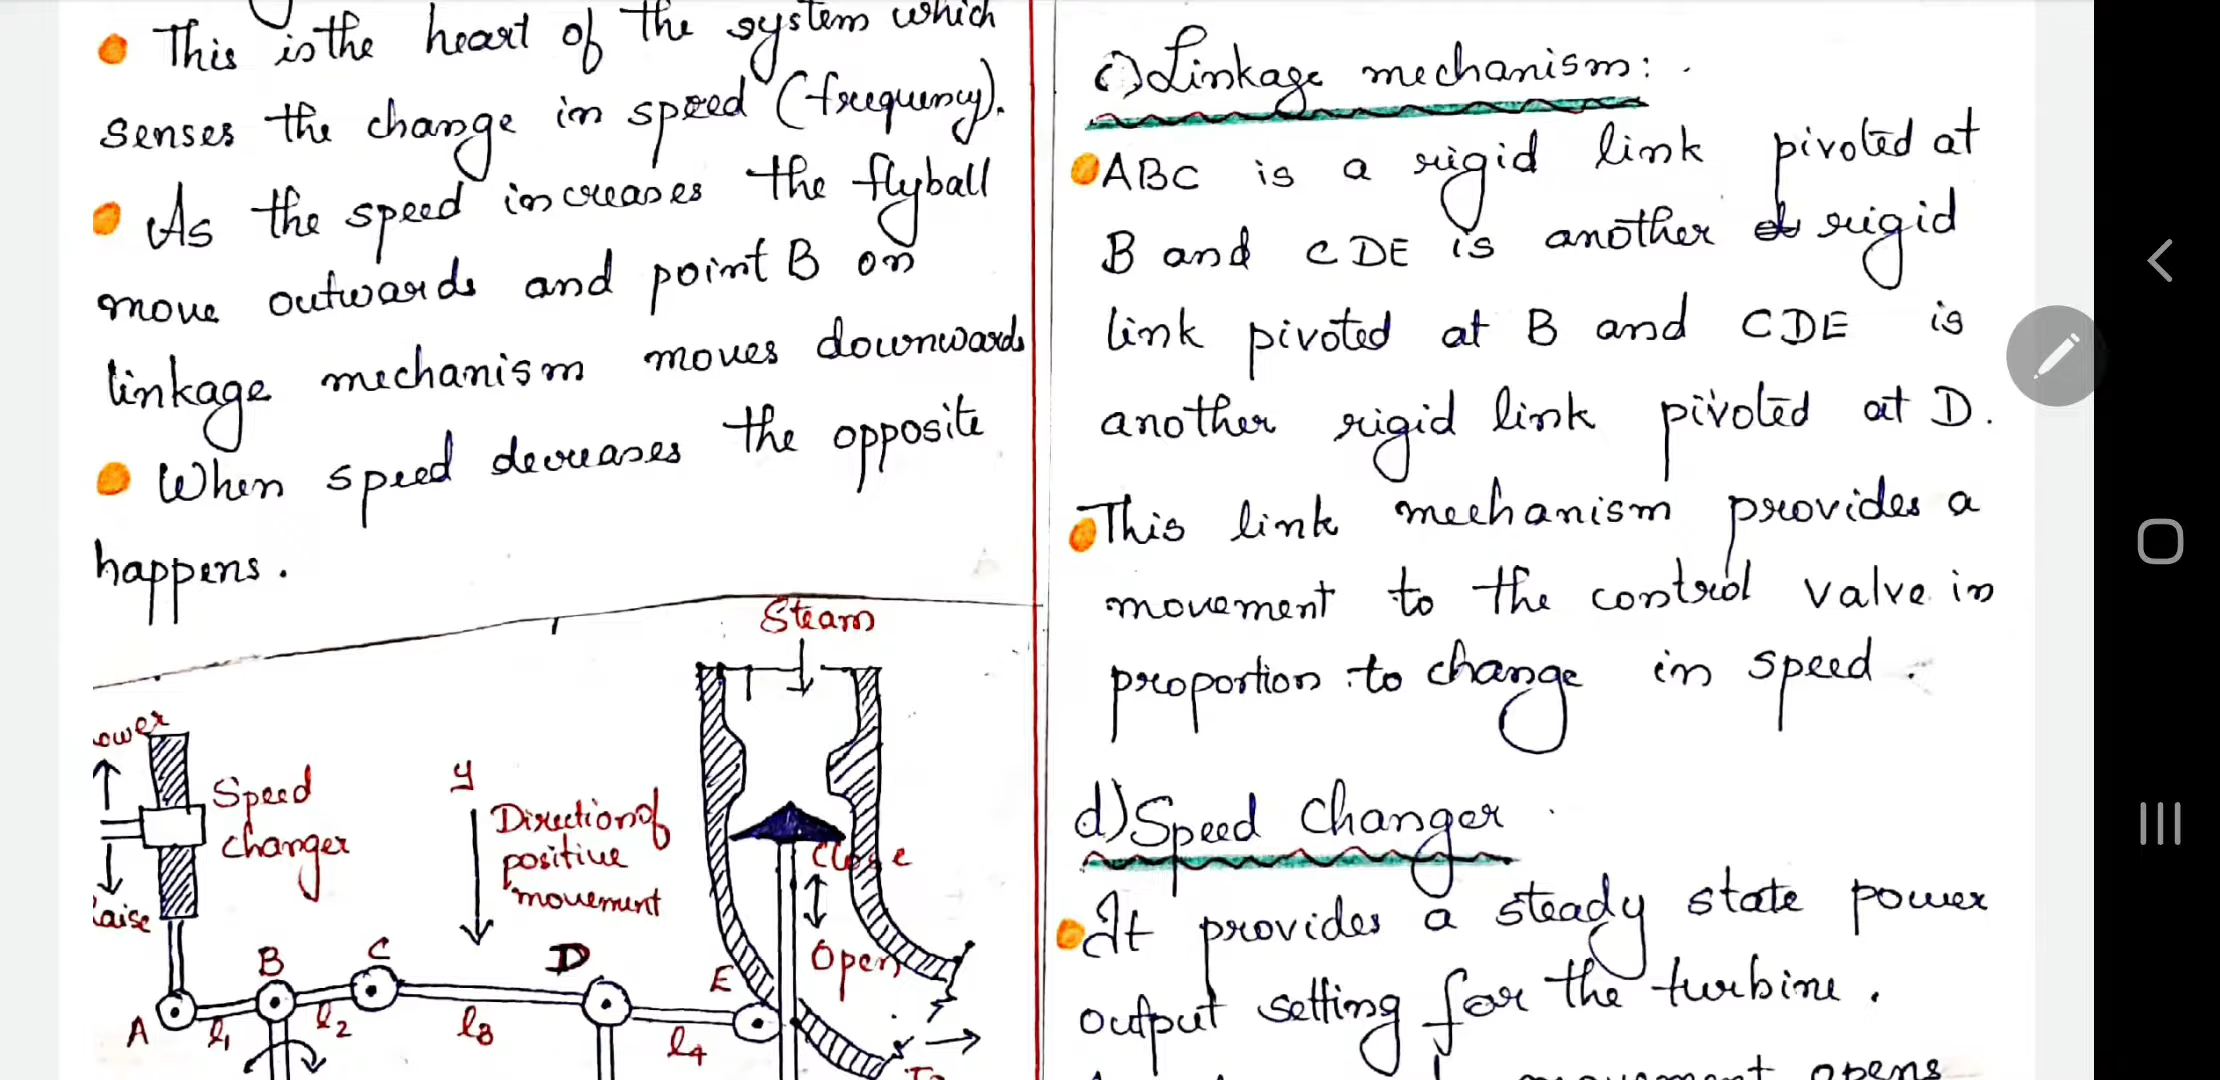 This is the heart of the system which
senses the change in speed (frequency).
As the speed increases the flyball
move outwards and point B on
linkage mechanism moves downwards
When speed decreases the opposite
happens.
Steam
ower
Speed
changer
Raise
y
Direction of
positive
movement
Close
Open
A
B
C
D
E
l1
l2
l3
l4
To
c) Linkage mechanism:
ABC is a rigid link pivoted at
B and CDE is another rigid
link pivoted at B and CDE is
another rigid link pivoted at D.
This link mechanism provides a
movement to the control valve in
proportion to change in speed.
d) Speed changer
It provides a steady state power
output setting for the turbine.
movement opens